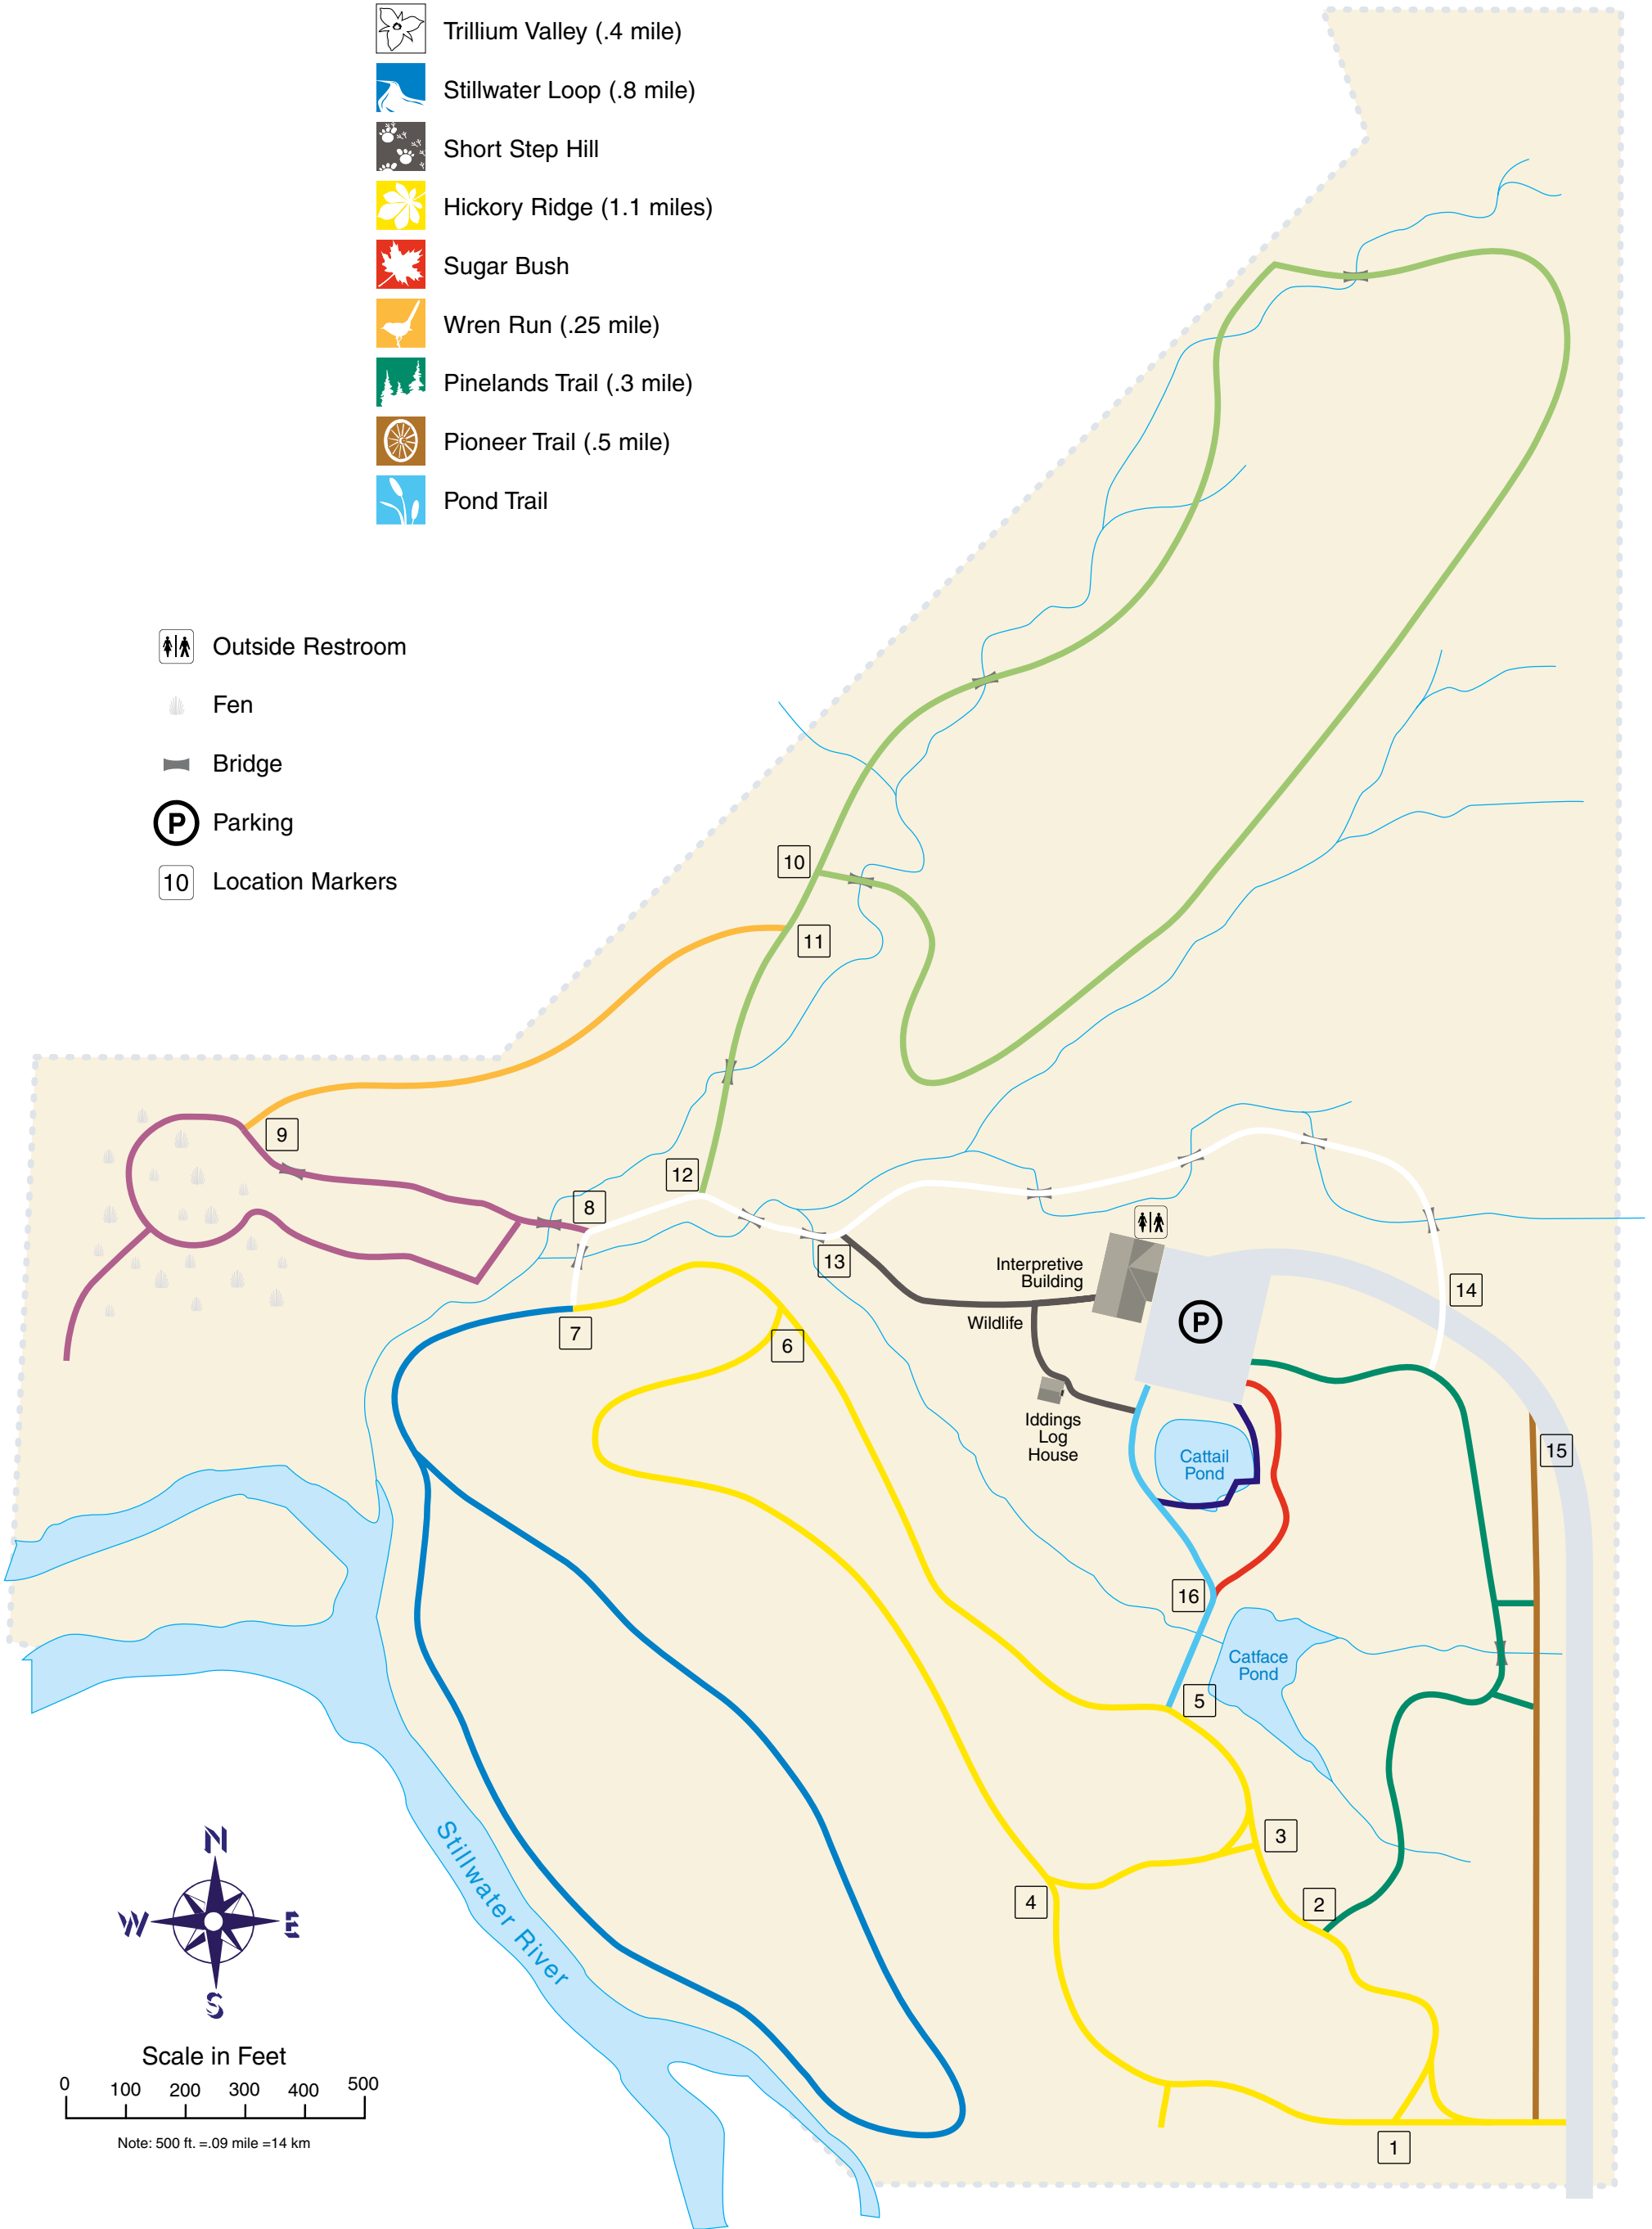 Trillium Valley (.4 mile)
Stillwater Loop (.8 mile)
Short Step Hill
Hickory Ridge (1.1 miles)
Sugar Bush
Wren Run (.25 mile)
Pinelands Trail (.3 mile)
Pioneer Trail (.5 mile)
Pond Trail
Outside Restroom
Fen
Bridge
P Parking
10 Location Markers
10
11
9
12
8
13
Interpretive
Building
14
P
Wildlife
7
6
Iddings
Log
House
Cattail
Pond
15
16
Catface
Pond
5
3
4
2
Stillwater River
N
W E
S
Scale in Feet
0 100 200 300 400 500
Note: 500 ft. =.09 mile =14 km
1